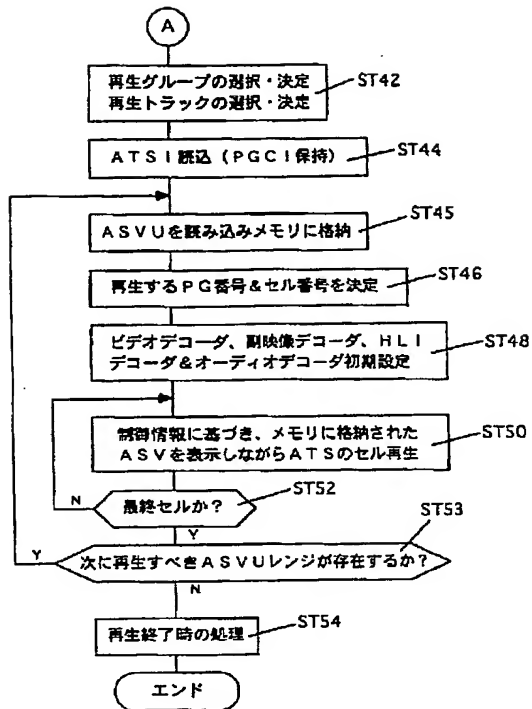 A
再生グループの選択・決定
再生トラックの選択・決定
ST42
ATSI読込（PGCI保持）
ST44
ASVUを読み込みメモリに格納
ST45
再生するPG番号&セル番号を決定
ST46
ビデオデコーダ、副映像デコーダ、HLI
デコーダ&オーディオデコーダ初期設定
ST48
制御情報に基づき、メモリに格納された
ASVを表示しながらATSのセル再生
ST50
最終セルか？
ST52
N
Y
次に再生すべきASVUレンジが存在するか？
ST53
Y
N
再生終了時の処理
ST54
エンド